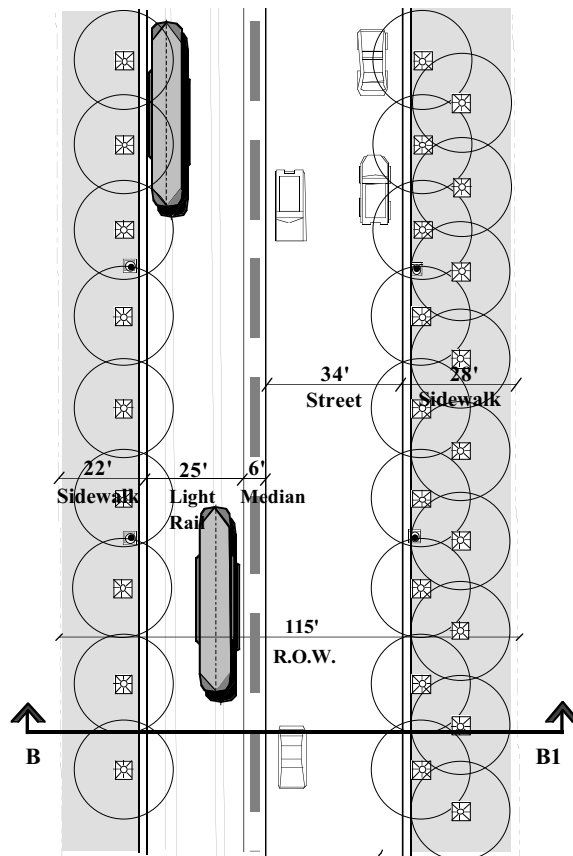 34'
Street
28'
Sidewalk
22'
Sidewalk
25'
Light
Rail
6'
Median
115'
R.O.W.
B
B1